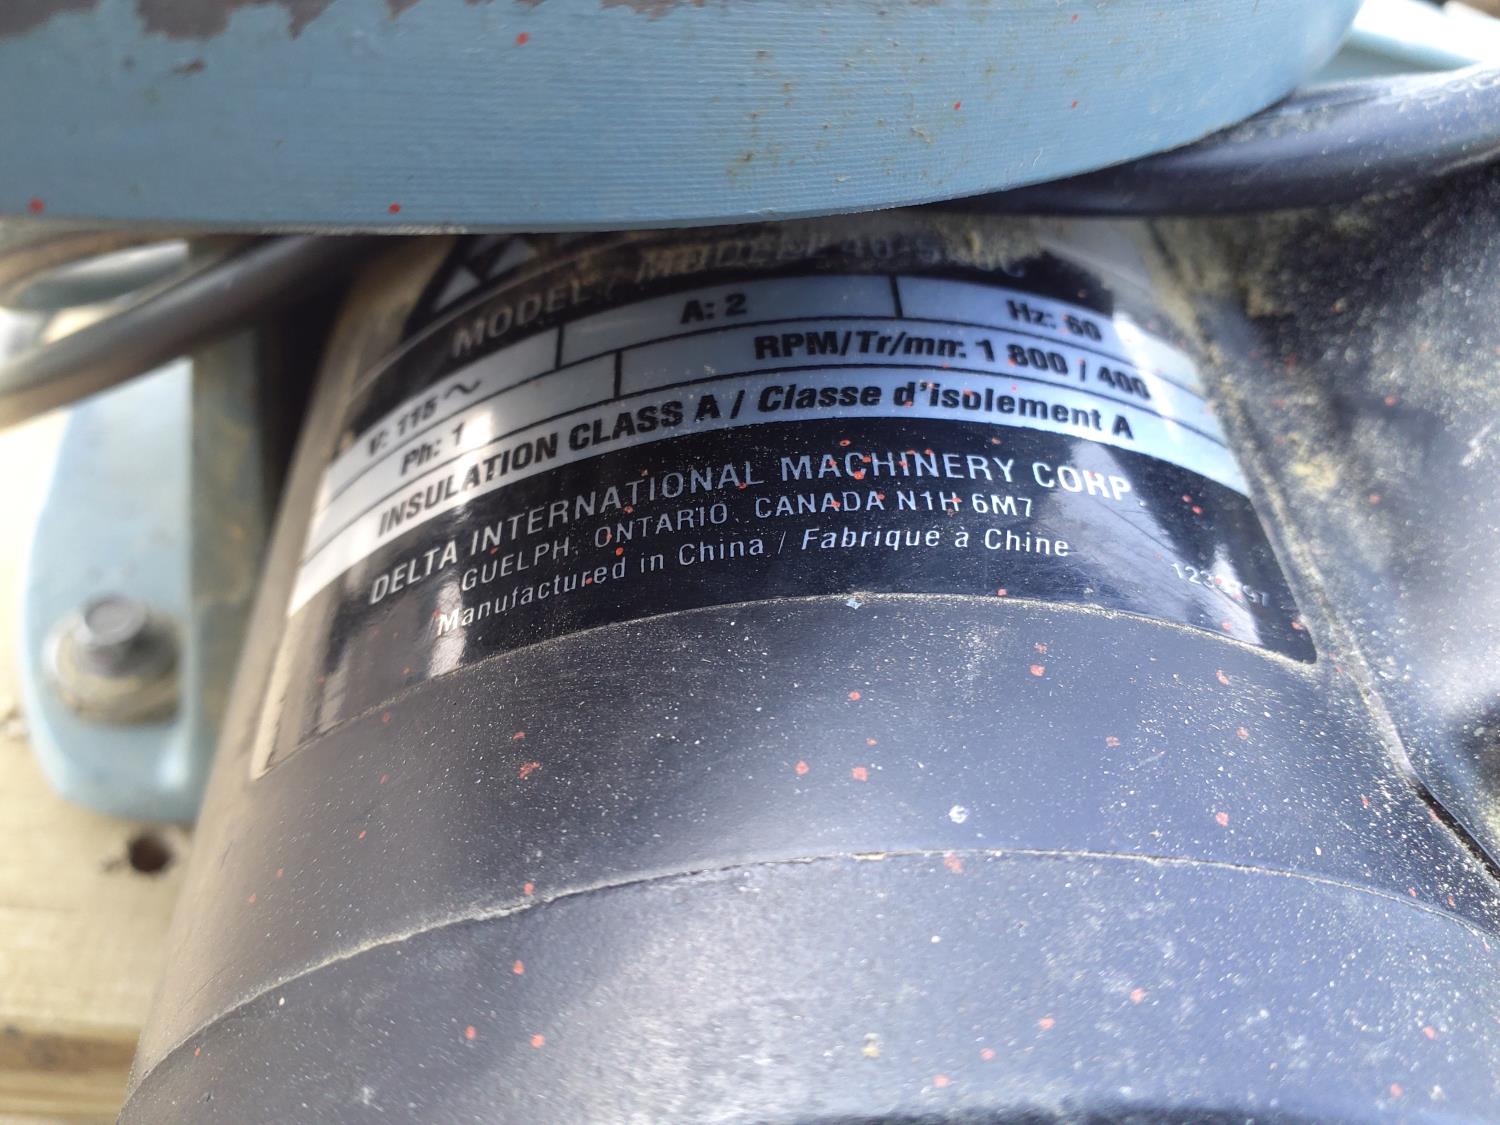 MODEL / MODÈLE
V: 115 ~ A: 2 Hz: 60
Ph: 1 RPM/Tr/mn: 1 800 / 400
INSULATION CLASS A / Classe d'isolement A
DELTA INTERNATIONAL MACHINERY CORP.
GUELPH, ONTARIO, CANADA N1H 6M7
Manufactured in China / Fabriqué à Chine